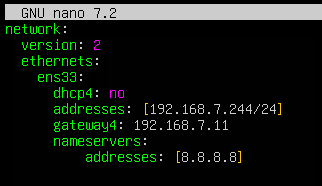 GNU nano 7.2
network:
  version: 2
  ethernets:
    ens33:
      dhcp4: no
      addresses: [192.168.7.244/24]
      gateway4: 192.168.7.11
      nameservers:
          addresses: [8.8.8.8]